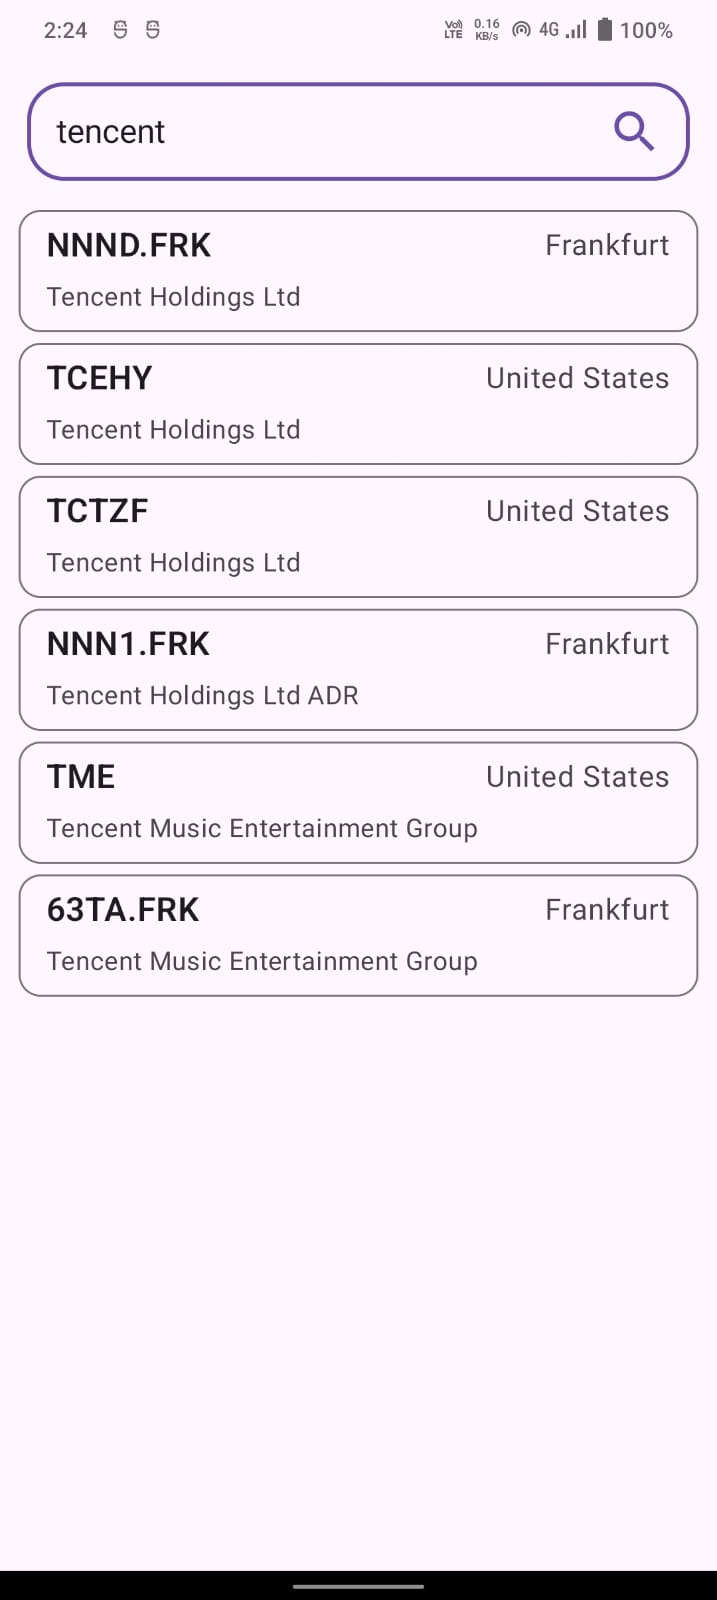 2:24 Vo) LTE 0.16 KB/s 4G 100%
tencent
NNND.FRK Frankfurt
Tencent Holdings Ltd
TCEHY United States
Tencent Holdings Ltd
TCTZF United States
Tencent Holdings Ltd
NNN1.FRK Frankfurt
Tencent Holdings Ltd ADR
TME United States
Tencent Music Entertainment Group
63TA.FRK Frankfurt
Tencent Music Entertainment Group